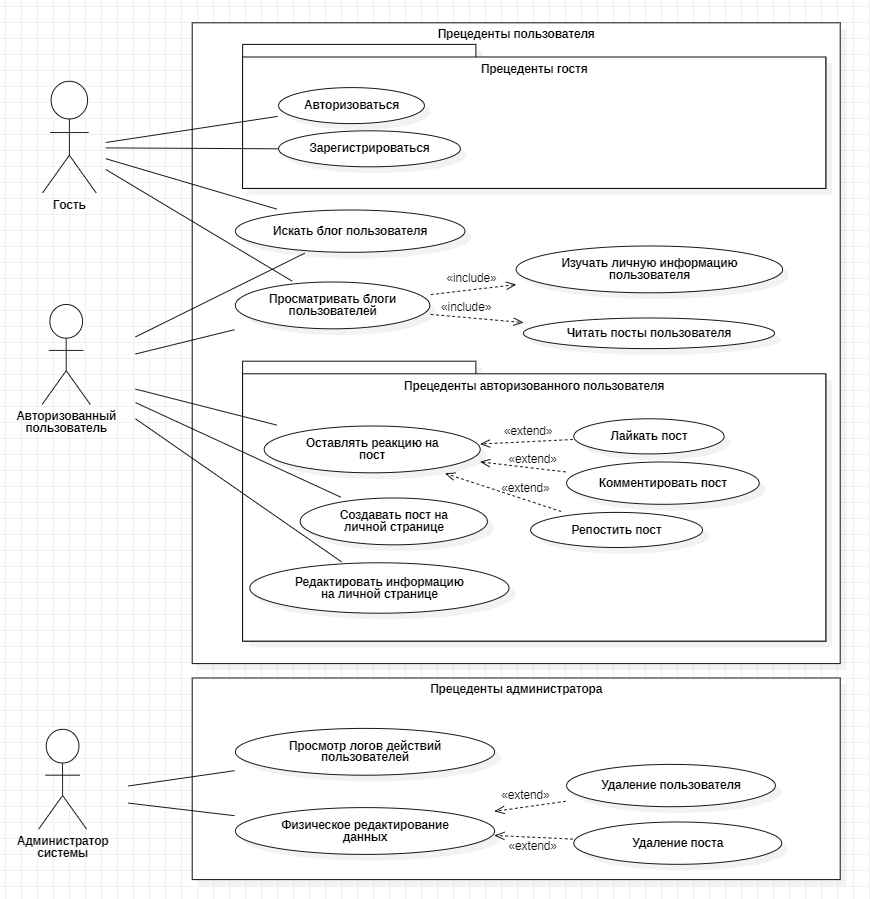 Прецеденты пользователя
Прецеденты гостя
Авторизоваться
Зарегистрироваться
Гость
Искать блог пользователя
Просматривать блоги
пользователей
«include»
«include»
Изучать личную информацию
пользователя
Читать посты пользователя
Авторизованный
пользователь
Прецеденты авторизованного пользователя
Оставлять реакцию на
пост
«extend»
«extend»
«extend»
Лайкать пост
Комментировать пост
Репостить пост
Создавать пост на
личной странице
Редактировать информацию
на личной странице
Прецеденты администратора
Просмотр логов действий
пользователей
Администратор
системы
Физическое редактирование
данных
«extend»
«extend»
Удаление пользователя
Удаление поста